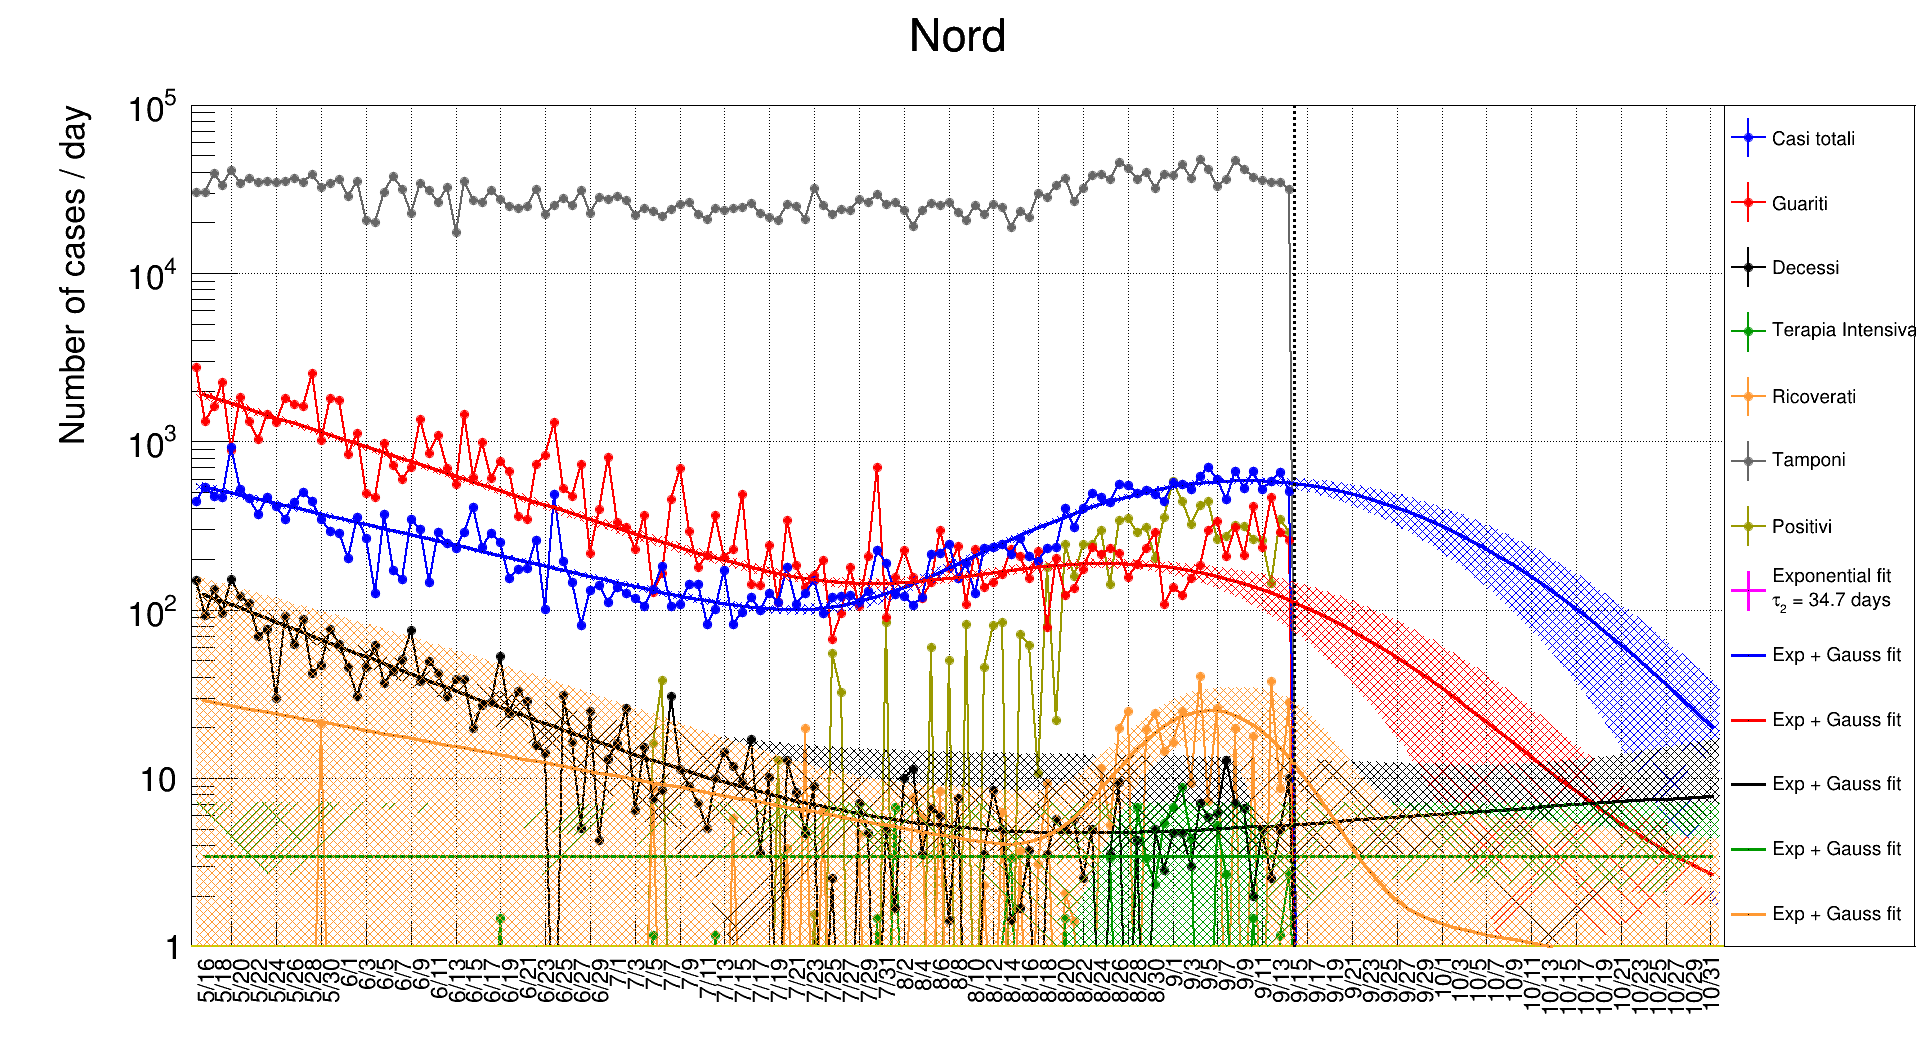 Nord
Number of cases / day
10^5
10^4
10^3
10^2
10
1
5/16 5/18 5/20 5/22 5/24 5/26 5/28 5/30 6/1 6/3 6/5 6/7 6/9 6/11 6/13 6/15 6/17 6/19 6/21 6/23 6/25 6/27 6/29 7/1 7/3 7/5 7/7 7/9 7/11 7/13 7/15 7/17 7/19 7/21 7/23 7/25 7/27 7/29 7/31 8/2 8/4 8/6 8/8 8/10 8/12 8/14 8/16 8/18 8/20 8/22 8/24 8/26 8/28 8/30 9/1 9/3 9/5 9/7 9/9 9/11 9/13 9/15 9/17 9/19 9/21 9/23 9/25 9/27 9/29 10/1 10/3 10/5 10/7 10/9 10/11 10/13 10/15 10/17 10/19 10/21 10/23 10/25 10/27 10/29 10/31
Casi totali
Guariti
Decessi
Terapia Intensiva
Ricoverati
Tamponi
Positivi
Exponential fit
τ₂ = 34.7 days
Exp + Gauss fit
Exp + Gauss fit
Exp + Gauss fit
Exp + Gauss fit
Exp + Gauss fit